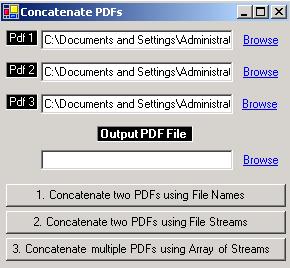 Concatenate PDFs
Pdf 1 C:\Documents and Settings\Administrat Browse
Pdf 2 C:\Documents and Settings\Administrat Browse
Pdf 3 C:\Documents and Settings\Administrat Browse
Output PDF File
Browse
1. Concatenate two PDFs using File Names
2. Concatenate two PDFs using File Streams
3. Concatenate multiple PDFs using Array of Streams